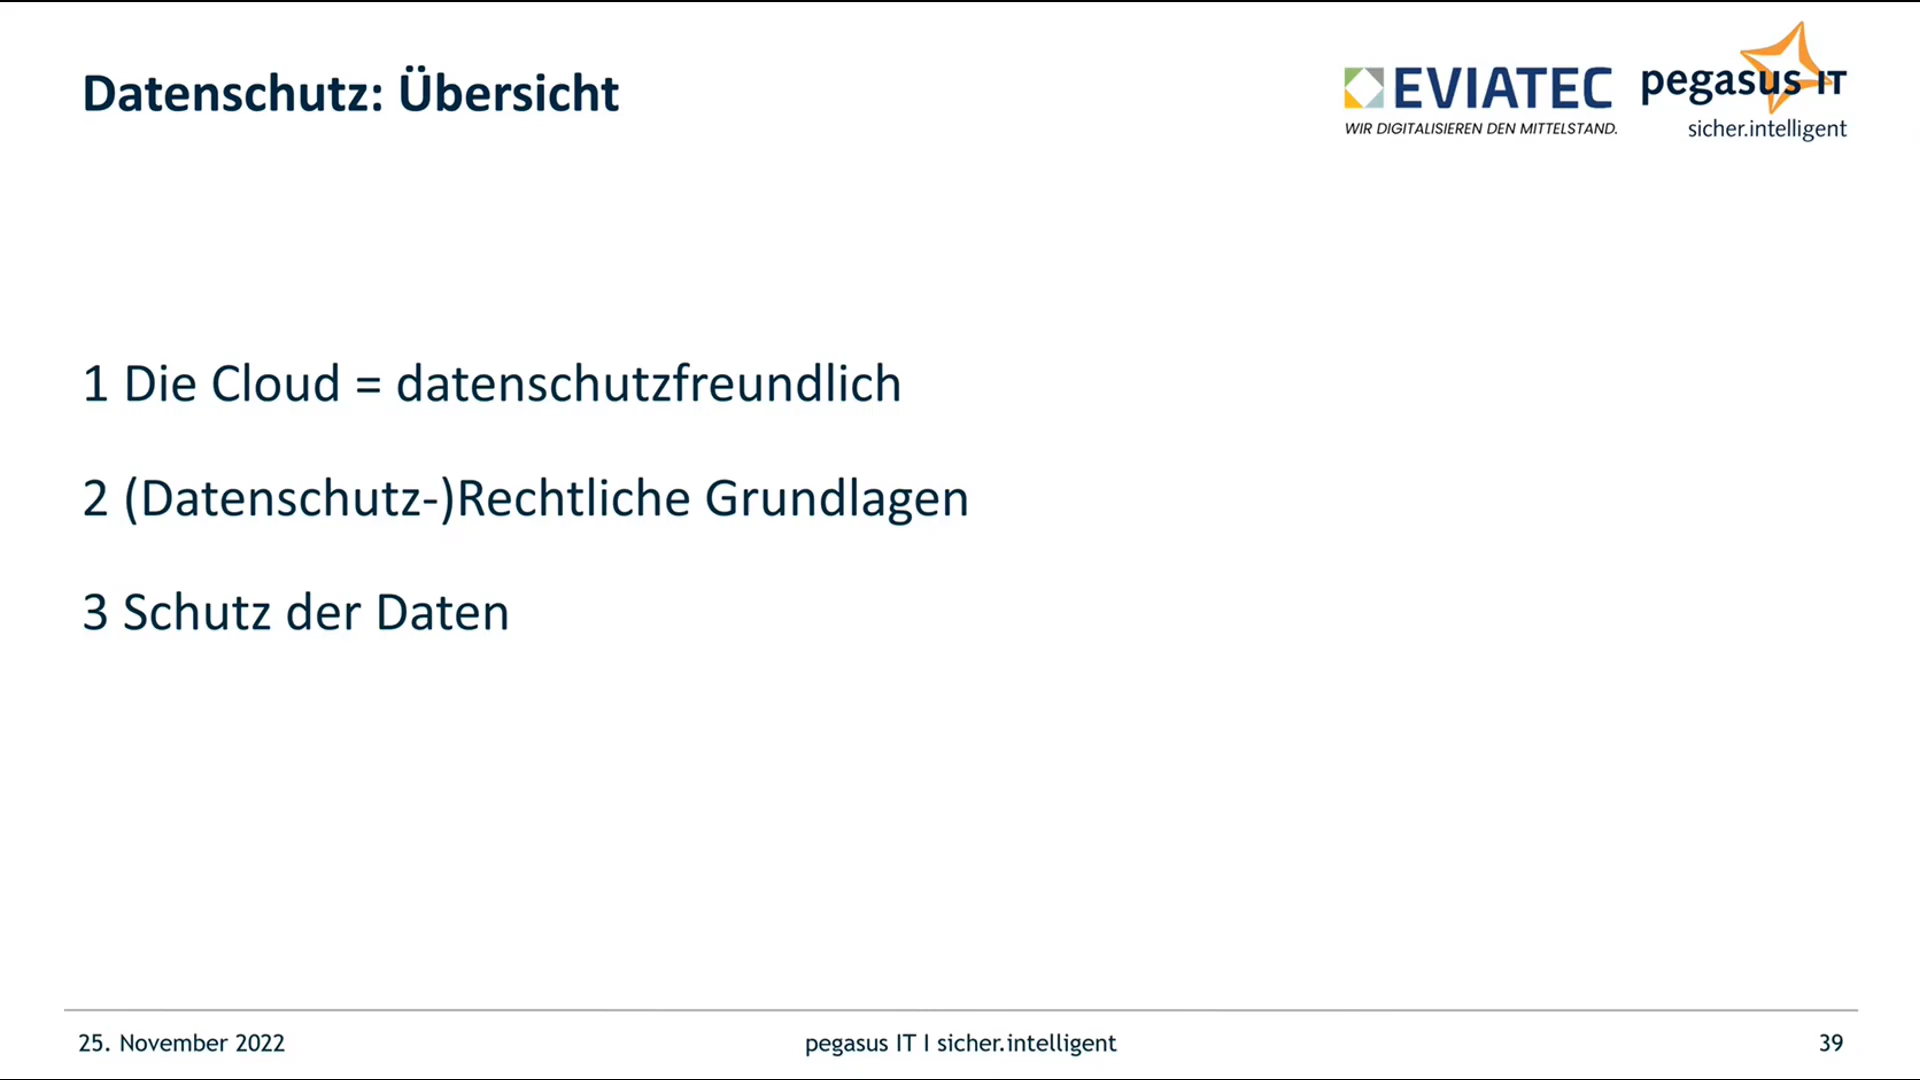 Datenschutz: Übersicht
EVIATEC
WIR DIGITALISIEREN DEN MITTELSTAND.
pegasus IT
sicher.intelligent
1 Die Cloud = datenschutzfreundlich
2 (Datenschutz-)Rechtliche Grundlagen
3 Schutz der Daten
25. November 2022
pegasus IT I sicher.intelligent
39